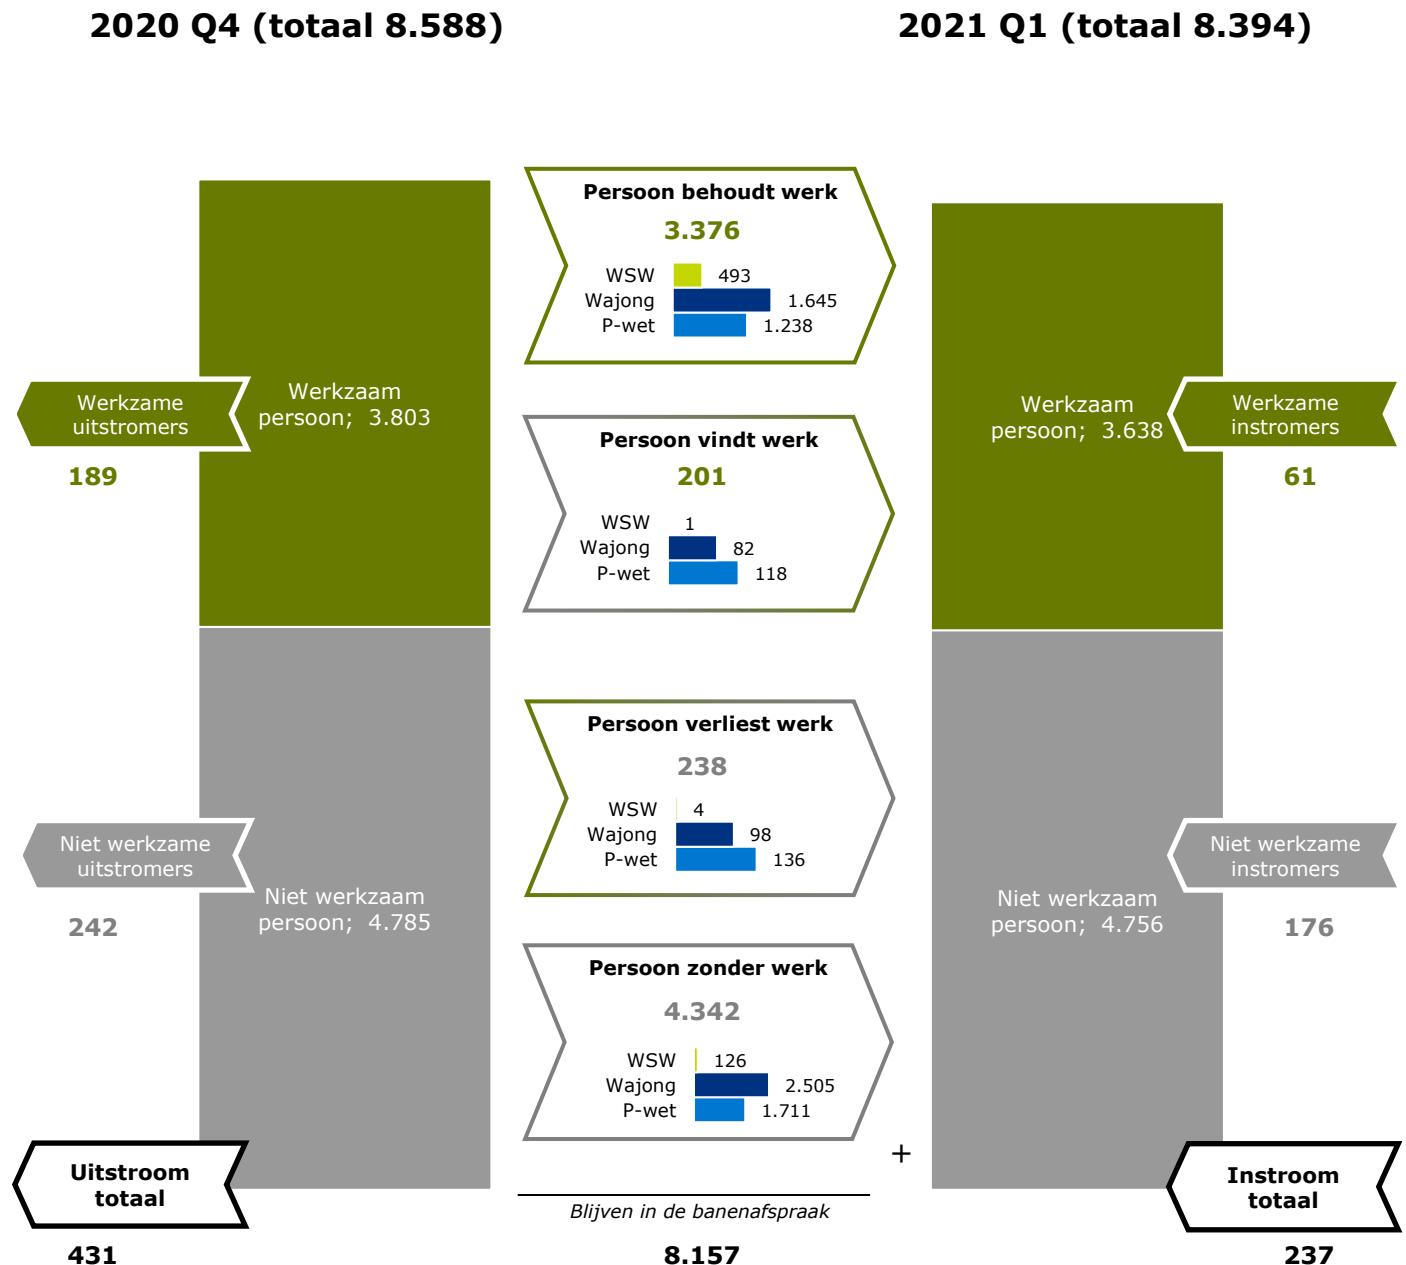 2020 Q4 (totaal 8.588)
2021 Q1 (totaal 8.394)
Persoon behoudt werk
3.376
WSW 493
Wajong 1.645
P-wet 1.238
Werkzame
uitstromers
189
Werkzaam
persoon; 3.803
Persoon vindt werk
201
WSW 1
Wajong 82
P-wet 118
Werkzaam
persoon; 3.638
Werkzame
instromers
61
Persoon verliest werk
238
WSW 4
Wajong 98
P-wet 136
Niet werkzame
uitstromers
242
Niet werkzaam
persoon; 4.785
Persoon zonder werk
4.342
WSW 126
Wajong 2.505
P-wet 1.711
Niet werkzaam
persoon; 4.756
Niet werkzame
instromers
176
+
Uitstroom
totaal
431
Blijven in de banenafspraak
8.157
Instroom
totaal
237